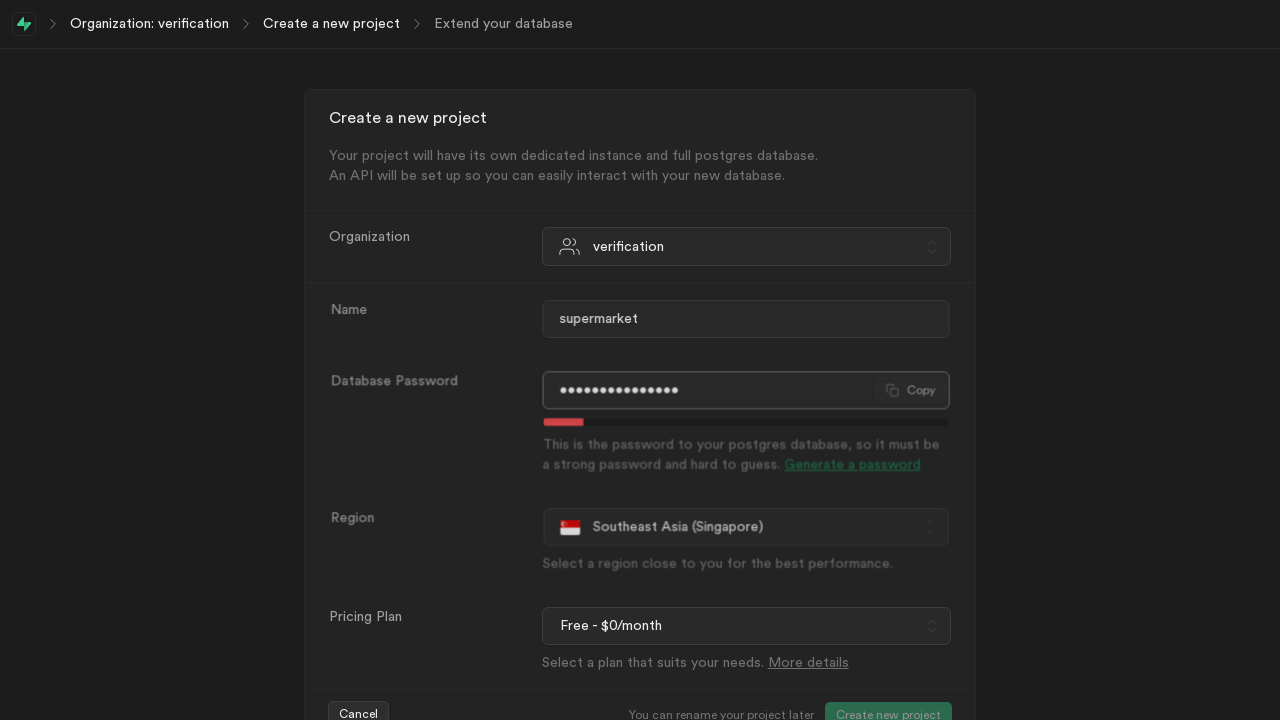 Organization: verification Create a new project Extend your database
Create a new project
Your project will have its own dedicated instance and full postgres database.
An API will be set up so you can easily interact with your new database.
Organization verification
Name supermarket
Database Password ••••••••••••••• Copy
This is the password to your postgres database, so it must be
a strong password and hard to guess. Generate a password
Region Southeast Asia (Singapore)
Select a region close to you for the best performance.
Pricing Plan Free - $0/month
Select a plan that suits your needs. More details
Cancel You can rename your project later Create new project